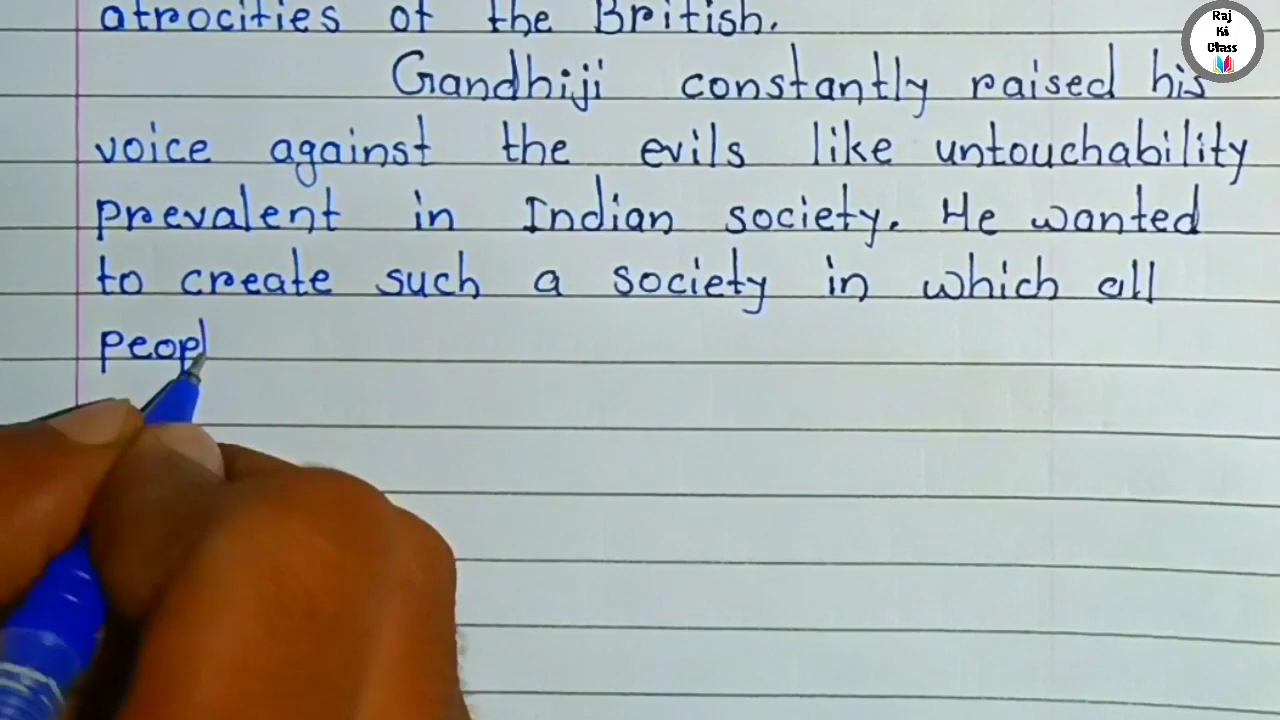 atrocities of the British.
Gandhiji constantly raised his
voice against the evils like untouchability
prevalent in Indian society. He wanted
to create such a society in which all
peopl
Raj
Ki
Class